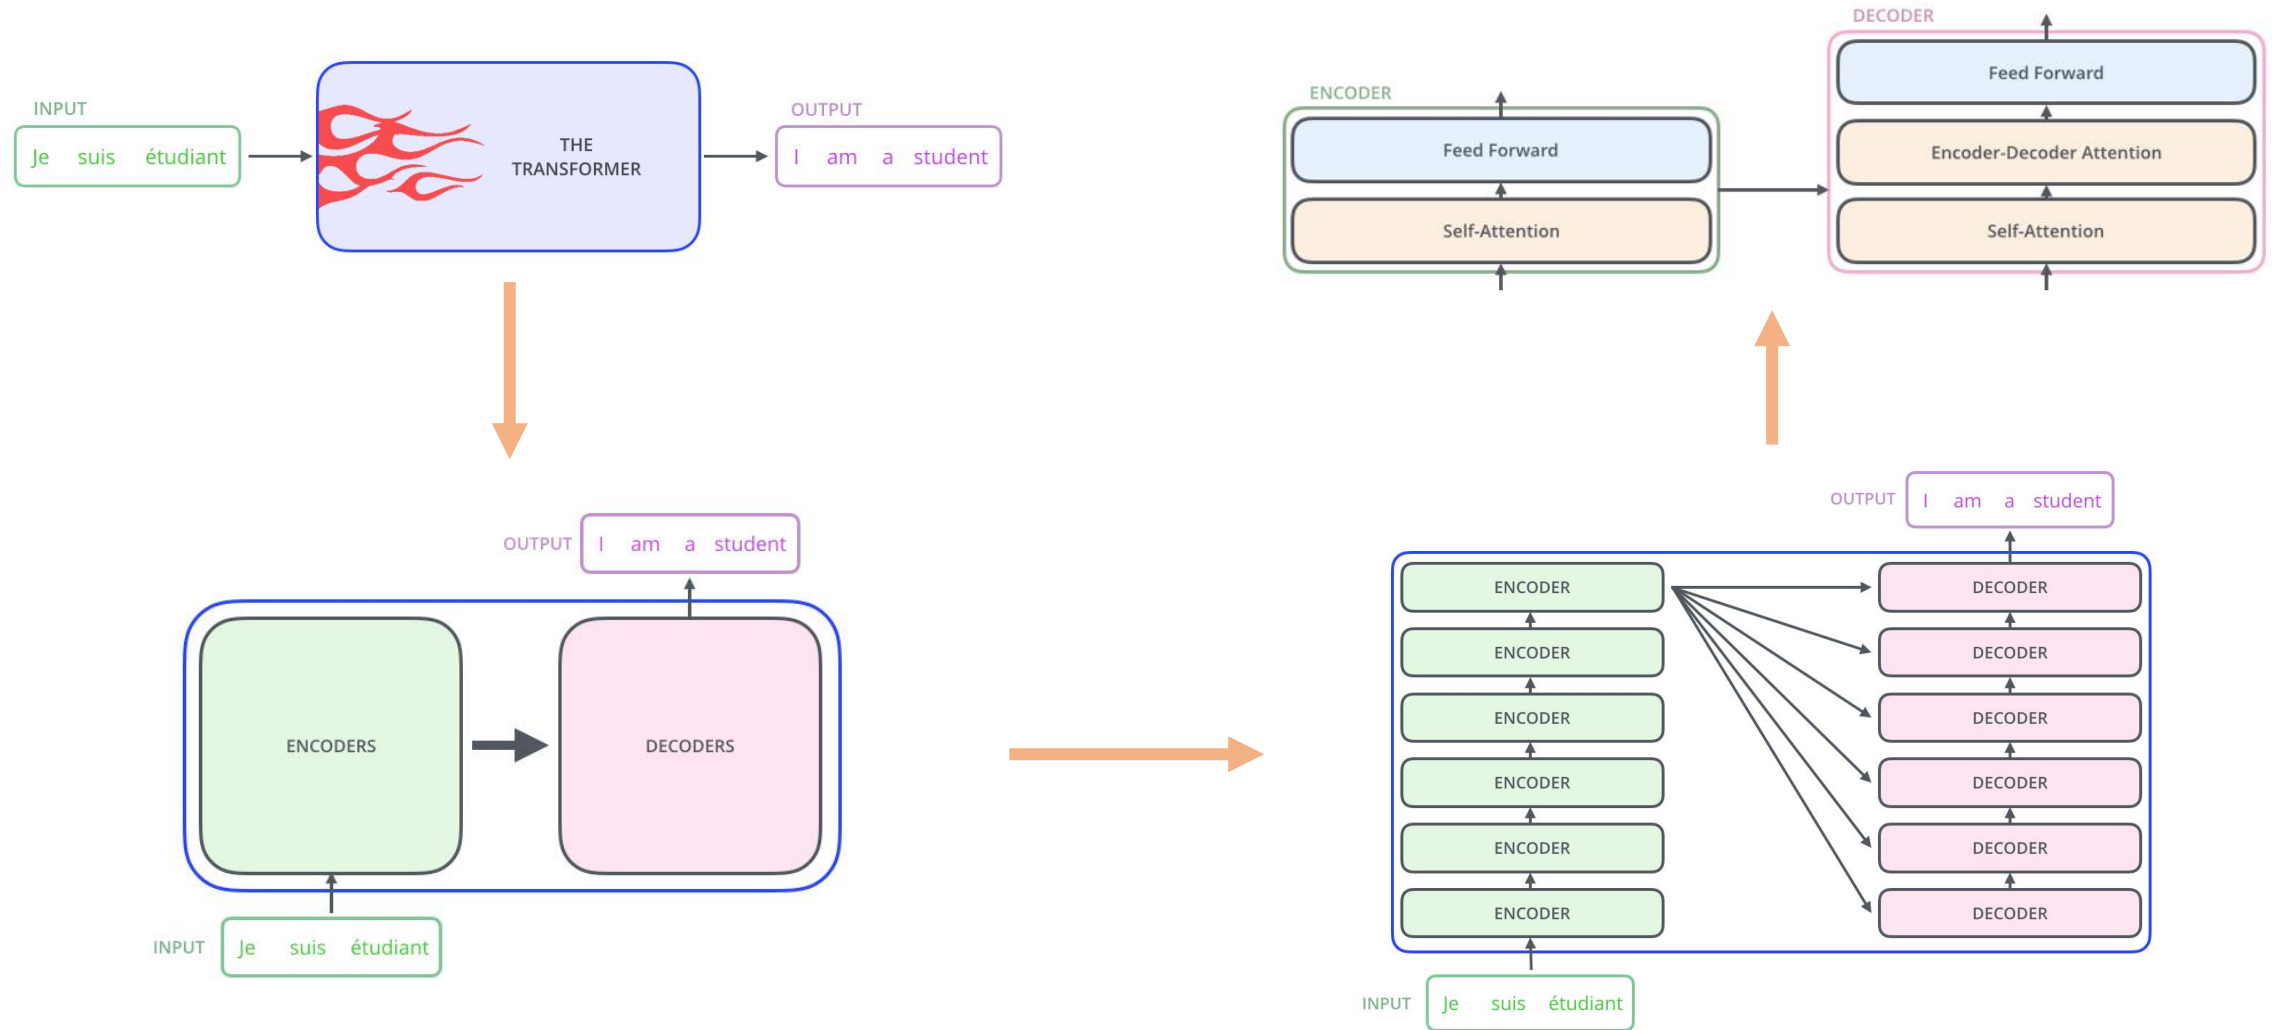 INPUT
Je suis étudiant
THE
TRANSFORMER
OUTPUT
I am a student
OUTPUT
I am a student
ENCODERS
DECODERS
INPUT
Je suis étudiant
OUTPUT
I am a student
ENCODER
DECODER
ENCODER
DECODER
ENCODER
DECODER
ENCODER
DECODER
ENCODER
DECODER
ENCODER
DECODER
INPUT
Je suis étudiant
ENCODER
Feed Forward
Self-Attention
DECODER
Feed Forward
Encoder-Decoder Attention
Self-Attention